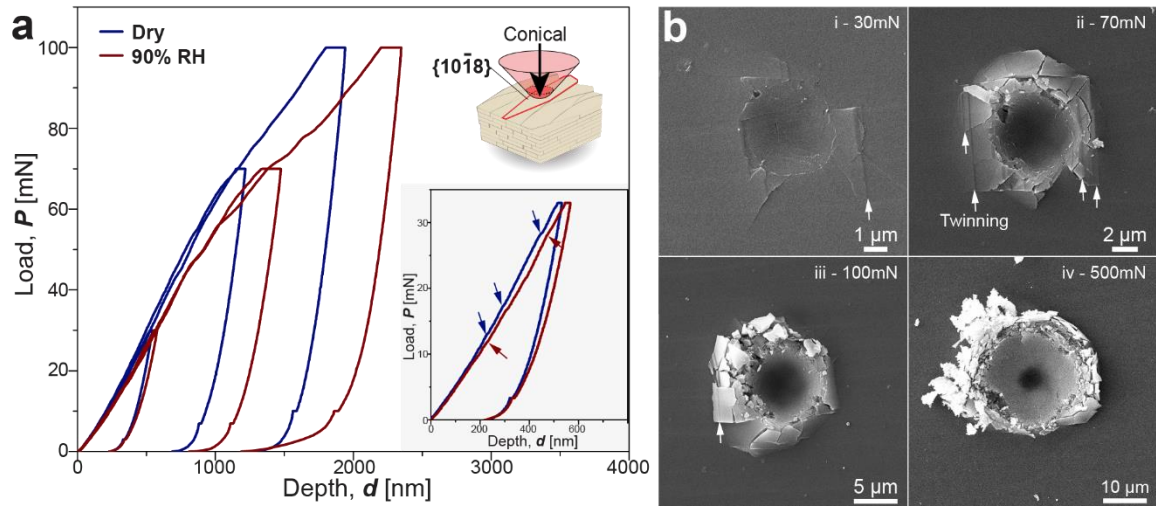 a
Dry
90% RH
Conical
{101̄8}
100
80
60
40
20
0
Load, P [mN]
0
1000
2000
3000
4000
Depth, d [nm]
30
20
10
0
Load, P [mN]
0
200
400
600
Depth, d [nm]
b
i - 30mN
1 µm
ii - 70mN
Twinning
2 µm
iii - 100mN
5 µm
iv - 500mN
10 µm